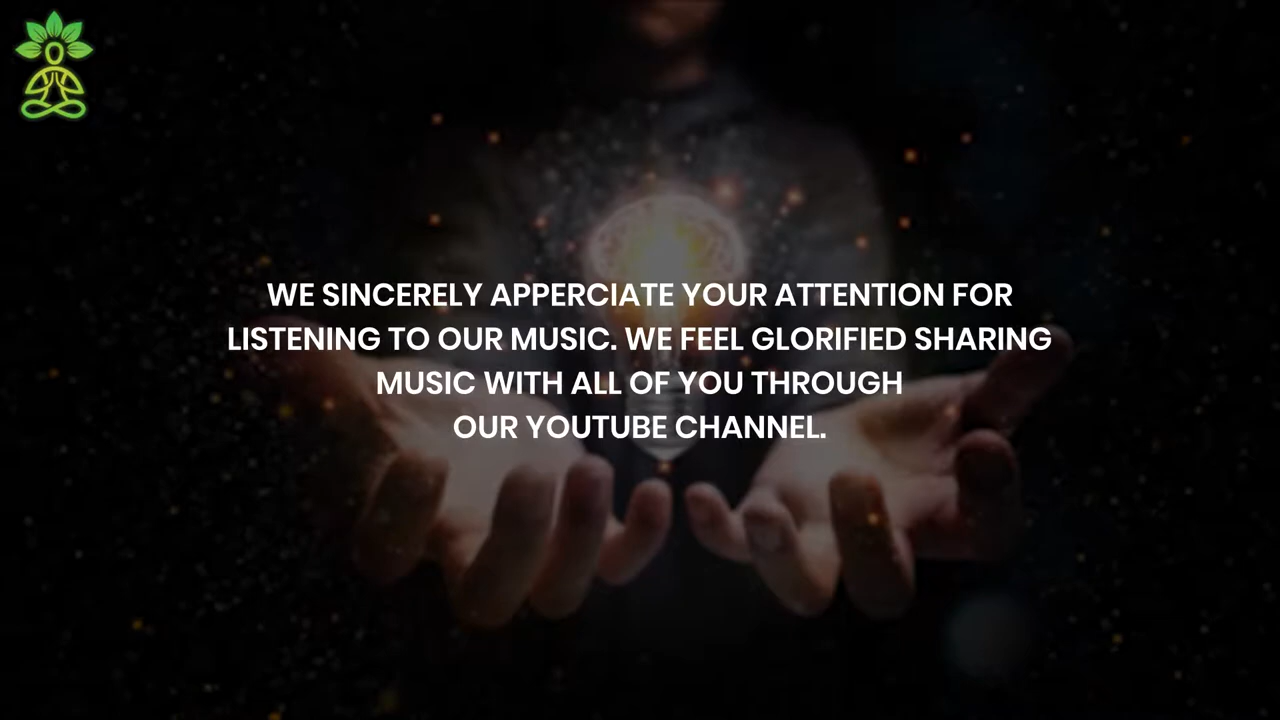 WE SINCERELY APPERCIATE YOUR ATTENTION FOR
LISTENING TO OUR MUSIC. WE FEEL GLORIFIED SHARING
MUSIC WITH ALL OF YOU THROUGH
OUR YOUTUBE CHANNEL.